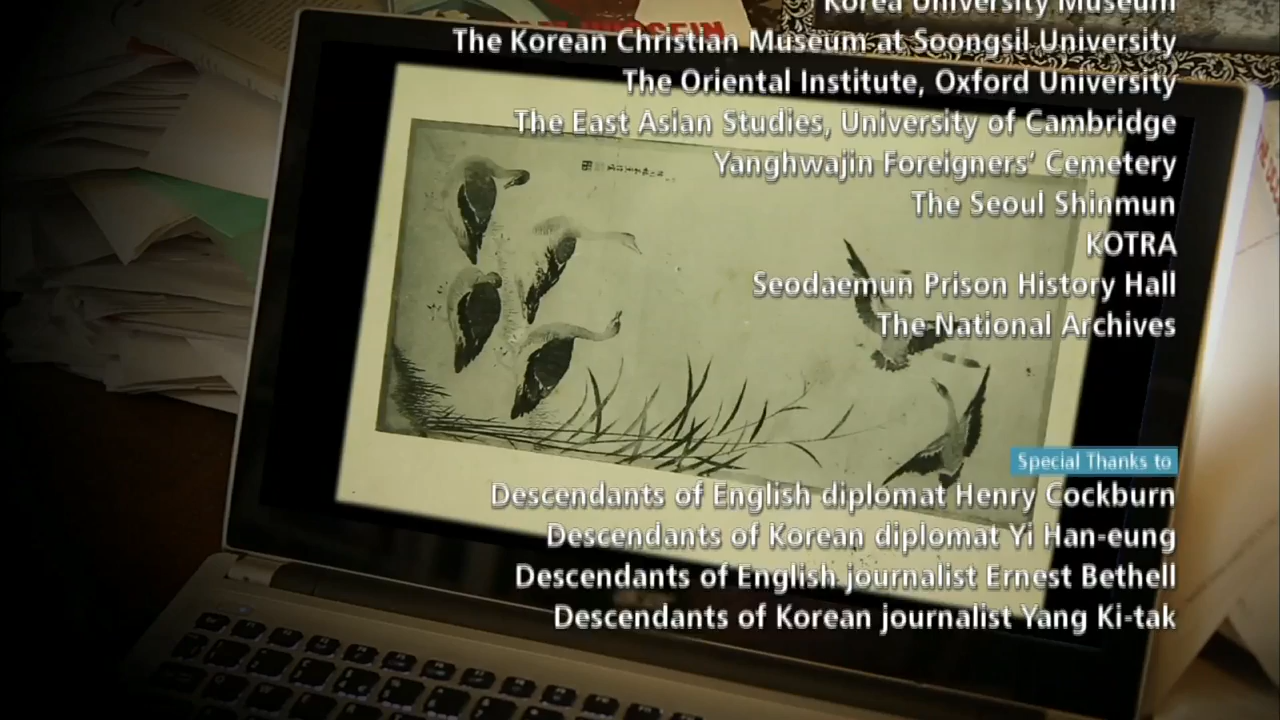 Korea University Museum
The Korean Christian Museum at Soongsil University
The Oriental Institute, Oxford University
The East Asian Studies, University of Cambridge
Yanghwajin Foreigners' Cemetery
The Seoul Shinmun
KOTRA
Seodaemun Prison History Hall
The National Archives
Special Thanks to
Descendants of English diplomat Henry Cockburn
Descendants of Korean diplomat Yi Han-eung
Descendants of English journalist Ernest Bethell
Descendants of Korean journalist Yang Ki-tak